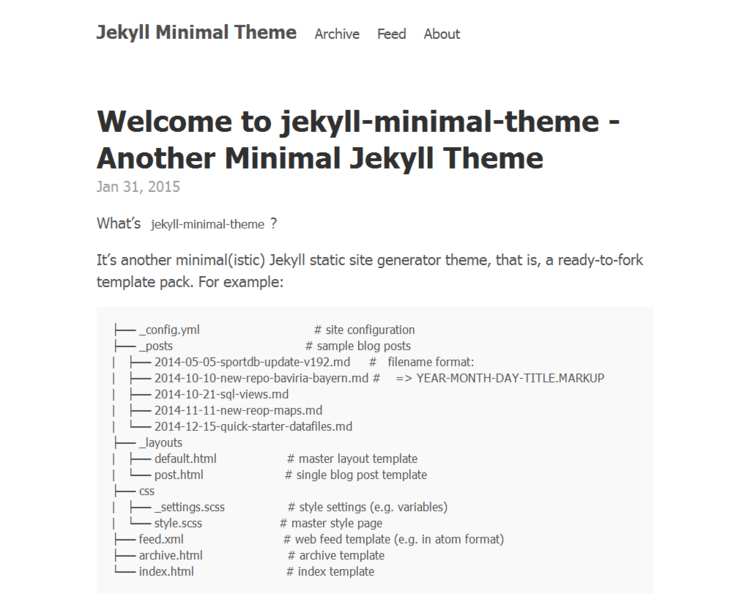 Jekyll Minimal Theme Archive Feed About
Welcome to jekyll-minimal-theme -
Another Minimal Jekyll Theme
Jan 31, 2015
What’s jekyll-minimal-theme ?
It’s another minimal(istic) Jekyll static site generator theme, that is, a ready-to-fork
template pack. For example:
├── _config.yml # site configuration
├── _posts # sample blog posts
| ├── 2014-05-05-sportdb-update-v192.md # filename format:
| ├── 2014-10-10-new-repo-baviria-bayern.md # => YEAR-MONTH-DAY-TITLE.MARKUP
| ├── 2014-10-21-sql-views.md
| ├── 2014-11-11-new-reop-maps.md
| └── 2014-12-15-quick-starter-datafiles.md
├── _layouts
| ├── default.html # master layout template
| └── post.html # single blog post template
├── css
| ├── _settings.scss # style settings (e.g. variables)
| └── style.scss # master style page
├── feed.xml # web feed template (e.g. in atom format)
├── archive.html # archive template
└── index.html # index template